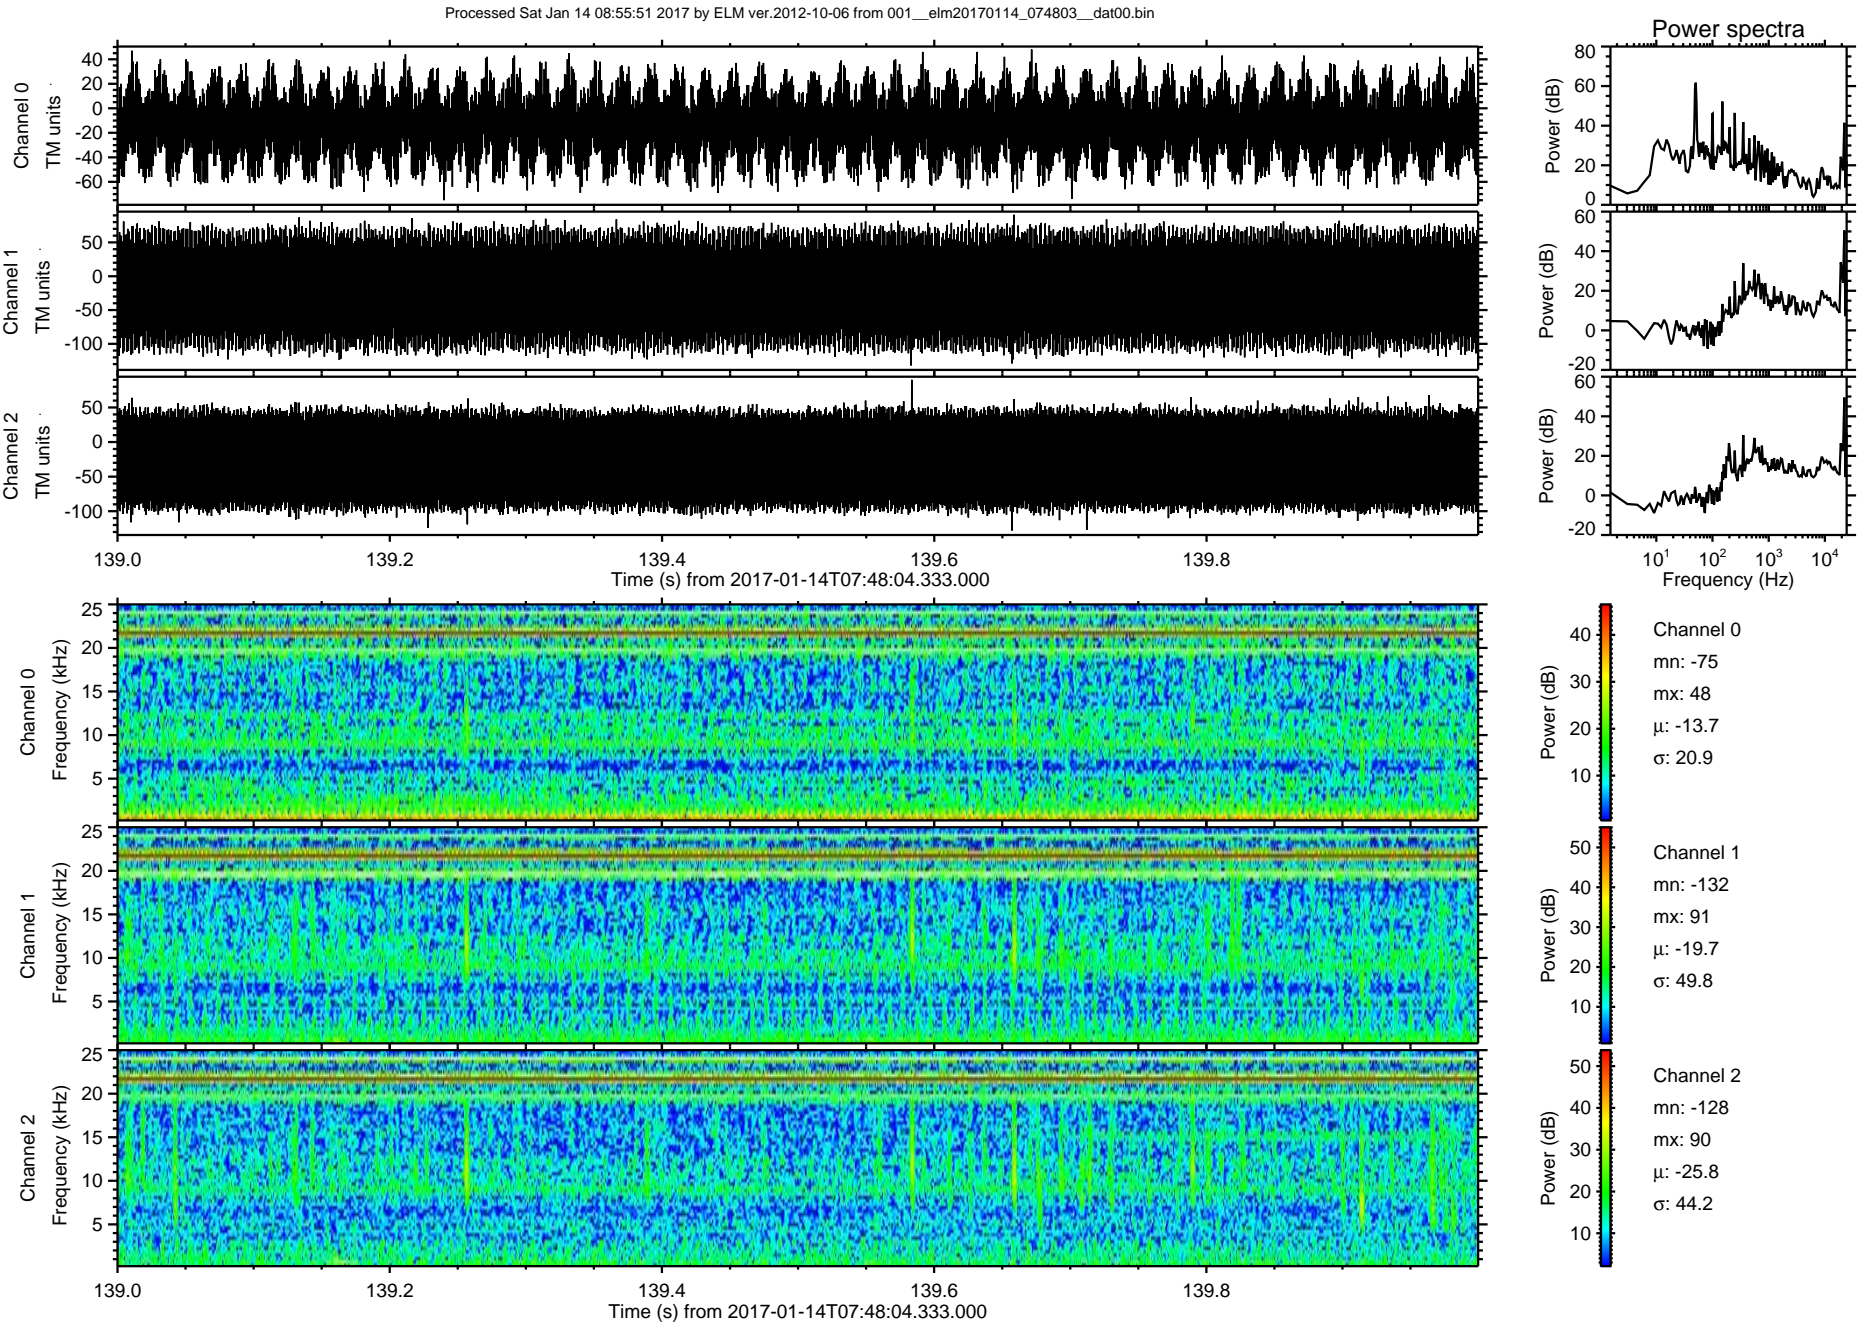 Processed Sat Jan 14 08:55:51 2017 by ELM ver.2012-10-06 from 001__elm20170114_074803__dat00.bin
Power spectra
Channel 0
TM units
40
20
0
-20
-40
-60
Power (dB)
80
60
40
20
0
Channel 1
TM units
50
0
-50
-100
Power (dB)
60
40
20
0
-20
Channel 2
TM units
50
0
-50
-100
Power (dB)
60
40
20
0
-20
139.0 139.2 139.4 139.6 139.8
Time (s) from 2017-01-14T07:48:04.333.000
10^1 10^2 10^3 10^4
Frequency (Hz)
Channel 0
Frequency (kHz)
25
20
15
10
5
Power (dB)
40
30
20
10
Channel 0
mn: -75
mx: 48
μ: -13.7
σ: 20.9
Channel 1
Frequency (kHz)
25
20
15
10
5
Power (dB)
50
40
30
20
10
Channel 1
mn: -132
mx: 91
μ: -19.7
σ: 49.8
Channel 2
Frequency (kHz)
25
20
15
10
5
Power (dB)
50
40
30
20
10
Channel 2
mn: -128
mx: 90
μ: -25.8
σ: 44.2
139.0 139.2 139.4 139.6 139.8
Time (s) from 2017-01-14T07:48:04.333.000